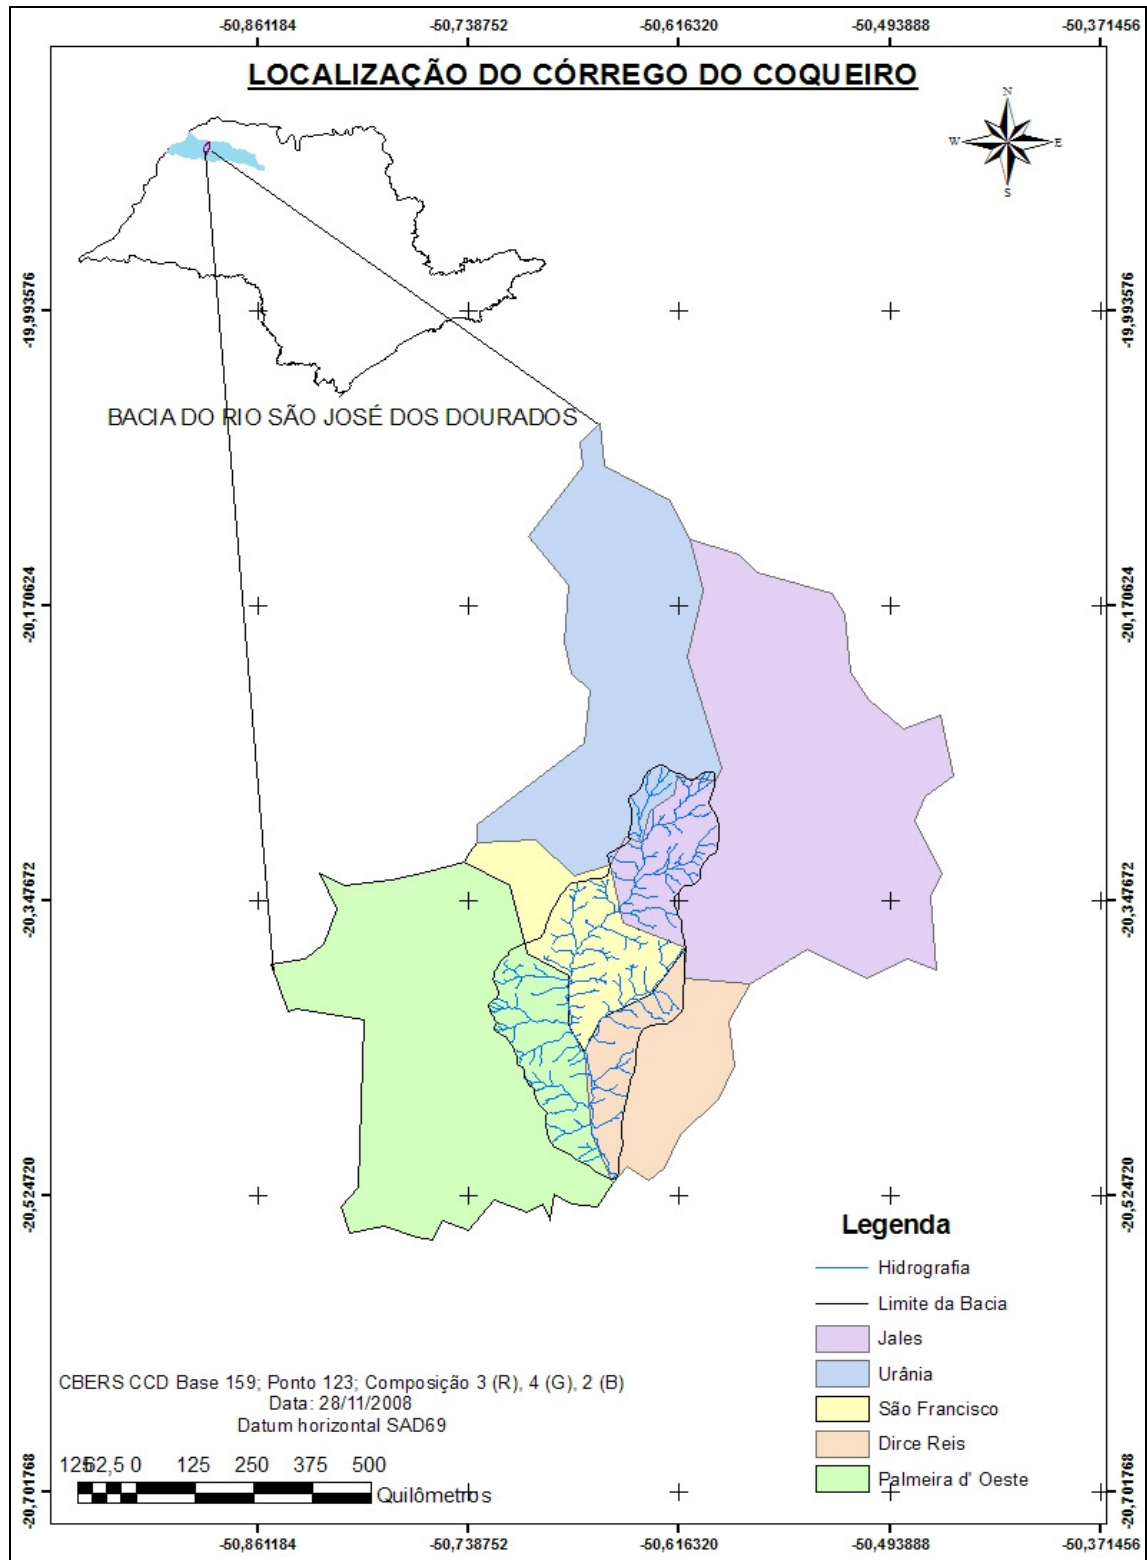 -50,861184 -50,738752 -50,616320 -50,493888 -50,371456
LOCALIZAÇÃO DO CÓRREGO DO COQUEIRO
N
W E
S
-19,993576 -19,993576
BACIA DO RIO SÃO JOSÉ DOS DOURADOS
-20,170624 -20,170624
-20,347672 -20,347672
-20,524720 -20,524720
Legenda
Hidrografia
Limite da Bacia
Jales
Urânia
São Francisco
Dirce Reis
Palmeira d' Oeste
CBERS CCD Base 159; Ponto 123; Composição 3 (R), 4 (G), 2 (B)
Data: 28/11/2008
Datum horizontal SAD69
12562,5 0 125 250 375 500
Quilômetros
-20,701768 -20,701768
-50,861184 -50,738752 -50,616320 -50,493888 -50,371456